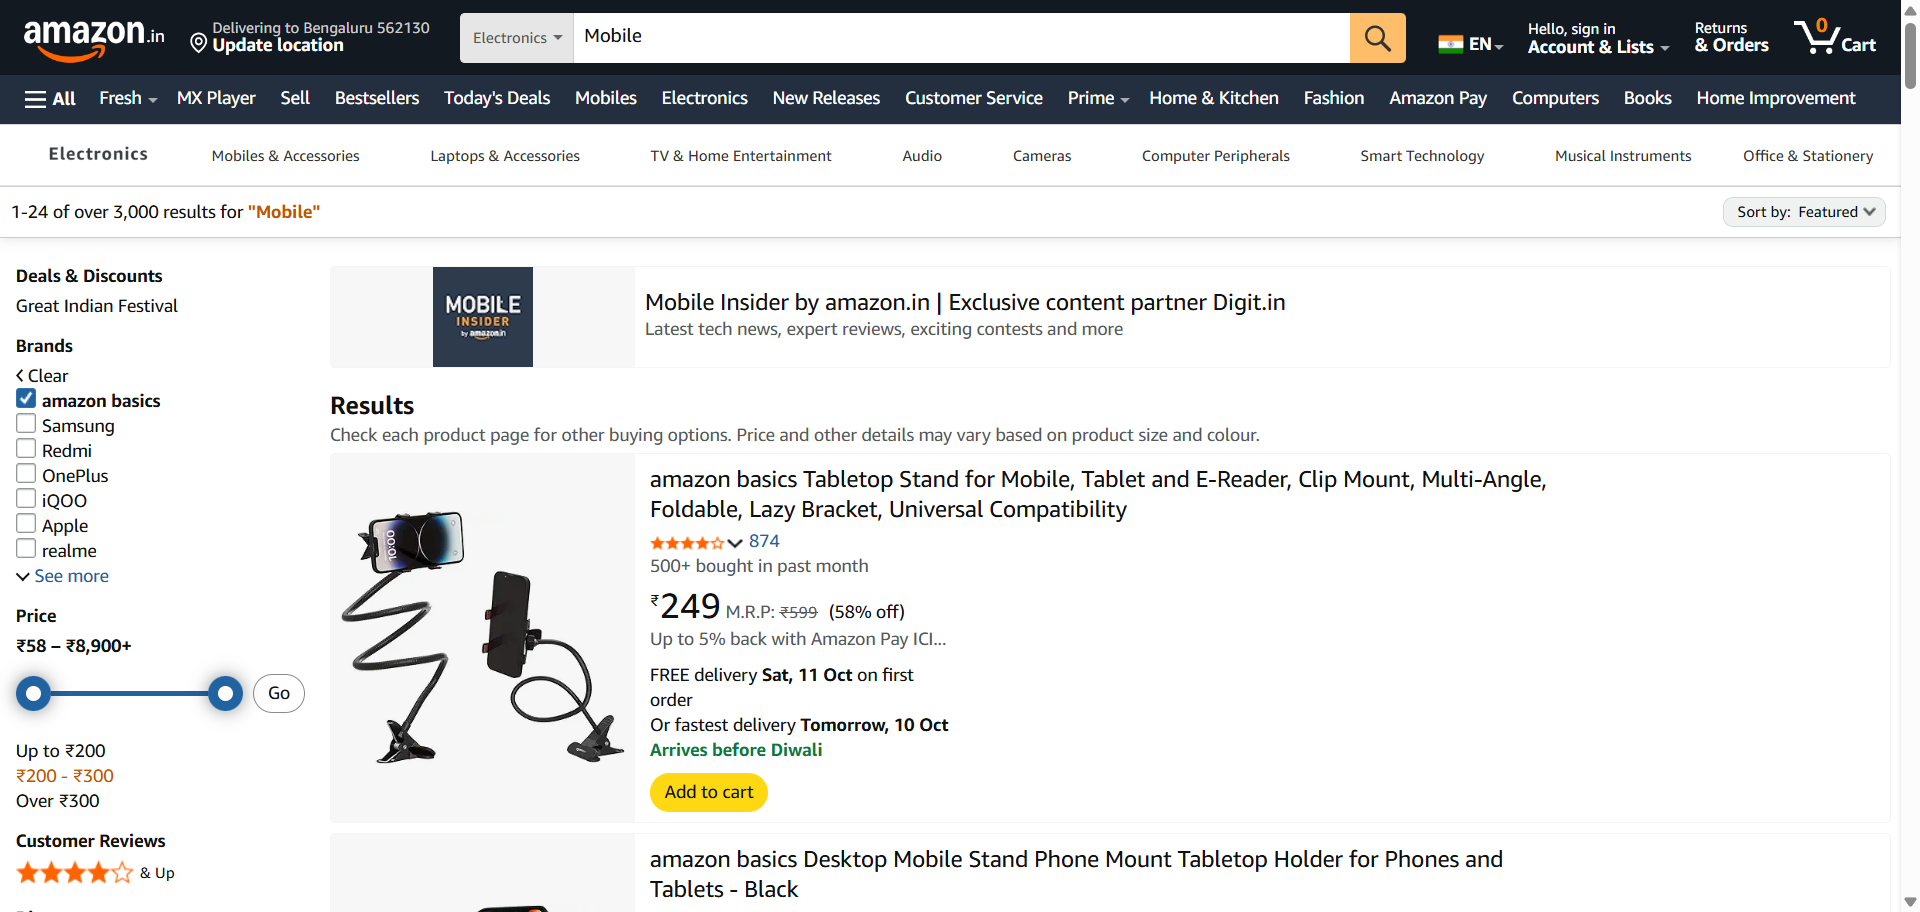 amazon.in
Delivering to Bengaluru 562130
Update location
Electronics
Mobile
EN
Hello, sign in
Account & Lists
Returns
& Orders
0
Cart
All
Fresh
MX Player
Sell
Bestsellers
Today's Deals
Mobiles
Electronics
New Releases
Customer Service
Prime
Home & Kitchen
Fashion
Amazon Pay
Computers
Books
Home Improvement
Electronics
Mobiles & Accessories
Laptops & Accessories
TV & Home Entertainment
Audio
Cameras
Computer Peripherals
Smart Technology
Musical Instruments
Office & Stationery
1-24 of over 3,000 results for "Mobile"
Sort by: Featured
Deals & Discounts
Great Indian Festival
Brands
Clear
amazon basics
Samsung
Redmi
OnePlus
iQOO
Apple
realme
See more
Price
₹58 – ₹8,900+
Go
Up to ₹200
₹200 - ₹300
Over ₹300
Customer Reviews
& Up
MOBILE
INSIDER
by amazon.in
Mobile Insider by amazon.in | Exclusive content partner Digit.in
Latest tech news, expert reviews, exciting contests and more
Results
Check each product page for other buying options. Price and other details may vary based on product size and colour.
10:00
amazon basics Tabletop Stand for Mobile, Tablet and E-Reader, Clip Mount, Multi-Angle,
Foldable, Lazy Bracket, Universal Compatibility
874
500+ bought in past month
₹249 M.R.P: ₹599 (58% off)
Up to 5% back with Amazon Pay ICI...
FREE delivery Sat, 11 Oct on first
order
Or fastest delivery Tomorrow, 10 Oct
Arrives before Diwali
Add to cart
amazon basics Desktop Mobile Stand Phone Mount Tabletop Holder for Phones and
Tablets - Black